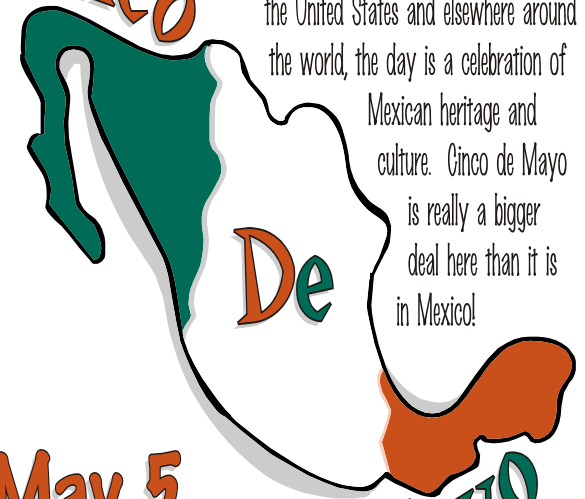 the United States and elsewhere around
the world, the day is a celebration of
Mexican heritage and
culture. Cinco de Mayo
is really a bigger
deal here than it is
in Mexico!
De
May 5